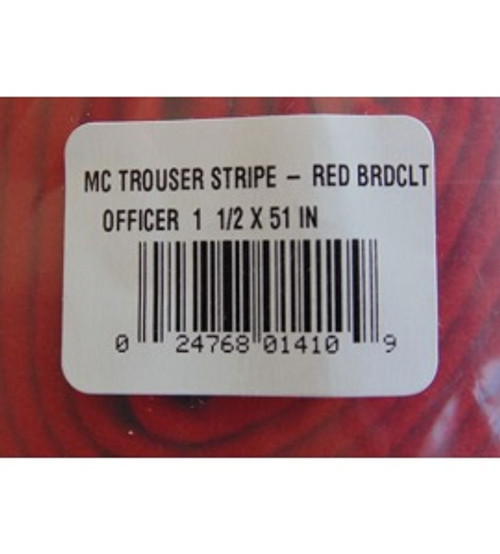 MC TROUSER STRIPE – RED BRDCLT
OFFICER 1 1/2 X 51 IN
0 24768 01410 9